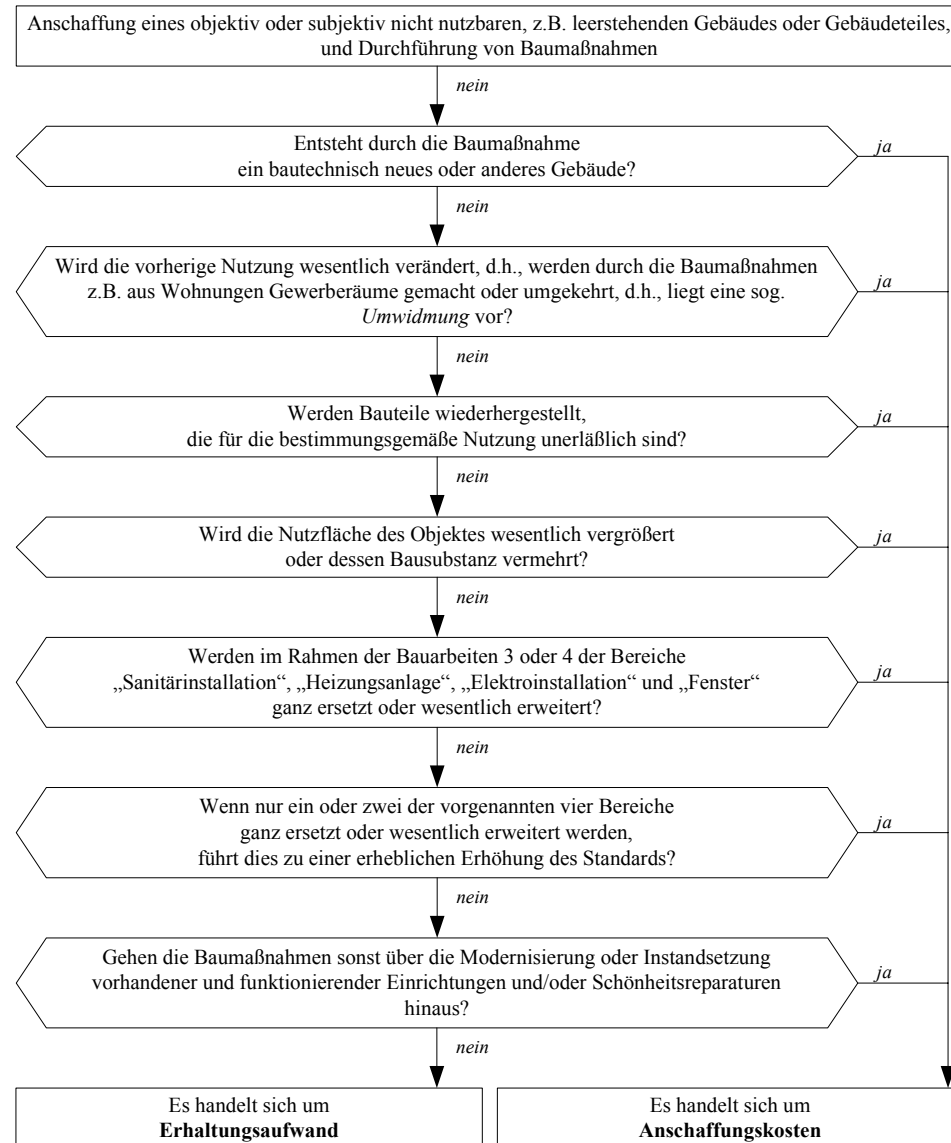 Anschaffung eines objektiv oder subjektiv nicht nutzbaren, z.B. leerstehenden Gebäudes oder Gebäudeteiles,
und Durchführung von Baumaßnahmen
nein
Entsteht durch die Baumaßnahme
ein bautechnisch neues oder anderes Gebäude?
ja
nein
Wird die vorherige Nutzung wesentlich verändert, d.h., werden durch die Baumaßnahmen
z.B. aus Wohnungen Gewerberäume gemacht oder umgekehrt, d.h., liegt eine sog.
Umwidmung vor?
ja
nein
Werden Bauteile wiederhergestellt,
die für die bestimmungsgemäße Nutzung unerläßlich sind?
ja
nein
Wird die Nutzfläche des Objektes wesentlich vergrößert
oder dessen Bausubstanz vermehrt?
ja
nein
Werden im Rahmen der Bauarbeiten 3 oder 4 der Bereiche
„Sanitärinstallation“, „Heizungsanlage“, „Elektroinstallation“ und „Fenster“
ganz ersetzt oder wesentlich erweitert?
ja
nein
Wenn nur ein oder zwei der vorgenannten vier Bereiche
ganz ersetzt oder wesentlich erweitert werden,
führt dies zu einer erheblichen Erhöhung des Standards?
ja
nein
Gehen die Baumaßnahmen sonst über die Modernisierung oder Instandsetzung
vorhandener und funktionierender Einrichtungen und/oder Schönheitsreparaturen
hinaus?
ja
nein
Es handelt sich um
Erhaltungsaufwand
Es handelt sich um
Anschaffungskosten